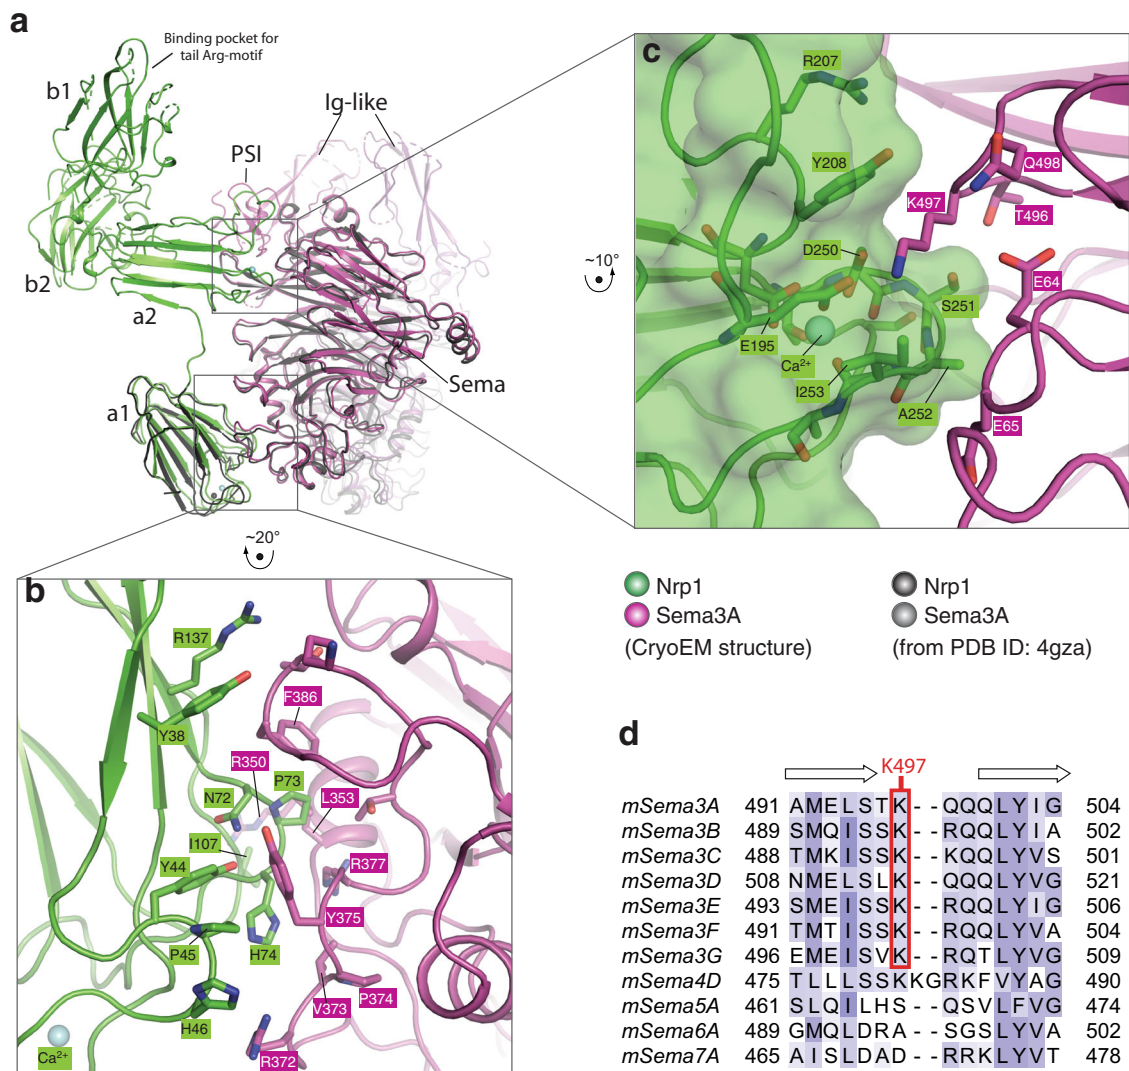 a
Binding pocket for
tail Arg-motif
b1
Ig-like
PSI
b2
a2
Sema
a1
~20°
~10°
c
R207
Y208
Q498
K497
T496
D250
E64
S251
E195
Ca²⁺
I253
A252
E65
b
R137
F386
Y38
R350
P73
N72
L353
I107
Y44
R377
Y375
P45
H74
P374
V373
H46
Ca²⁺
R372
Nrp1
Sema3A
(CryoEM structure)
Nrp1
Sema3A
(from PDB ID: 4gza)
d
K497
mSema3A 491 AMELSTK--QQQLYIG 504
mSema3B 489 SMQISSK--RQQLYIA 502
mSema3C 488 TMKISSK--KQQLYVS 501
mSema3D 508 NMELSLK--QQQLYVG 521
mSema3E 493 SMEISSK--RQQLYIG 506
mSema3F 491 TMTISSK--RQQLYVA 504
mSema3G 496 EMEISVK--RQTLYVG 509
mSema4D 475 TLLLSSKKGRKFVYAG 490
mSema5A 461 SLQILHS--QSVLFVG 474
mSema6A 489 GMQLDRA--SGSLYVA 502
mSema7A 465 AISLDAD--RRKLYVT 478